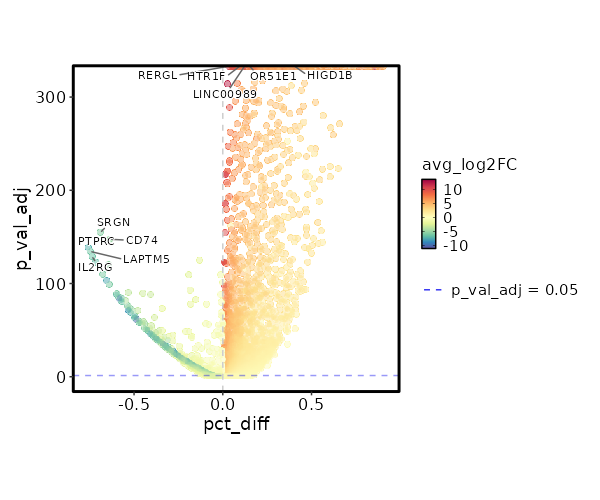 RERGL
HTR1F
OR51E1
HIGD1B
LINC00989
SRGN
PTPRC
CD74
LAPTM5
IL2RG
300
200
100
0
p_val_adj
-0.5
0.0
0.5
pct_diff
avg_log2FC
10
5
0
-5
-10
p_val_adj = 0.05